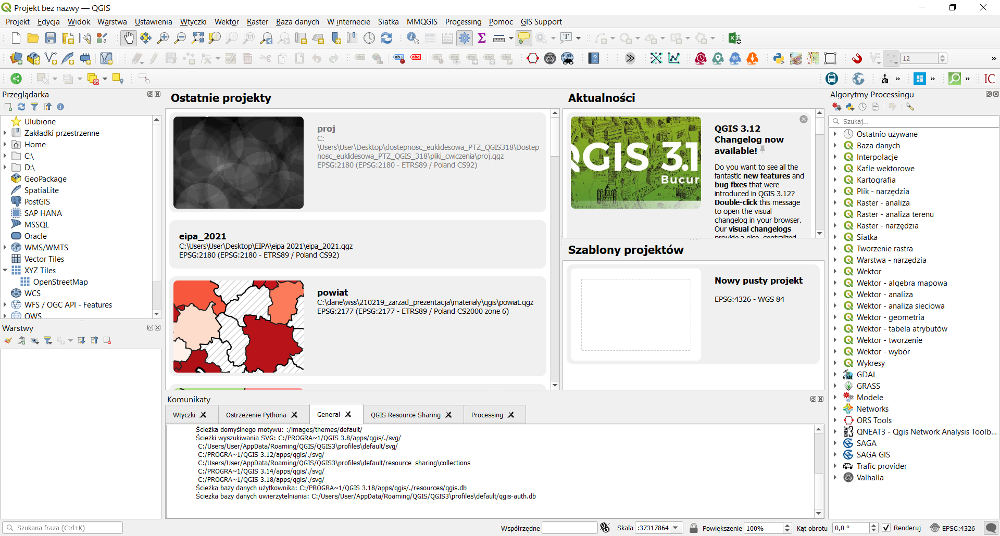 Projekt bez nazwy — QGIS
Projekt Edycja Widok Warstwa Ustawienia Wtyczki Wektor Raster Baza danych W internecie Siatka MMQGIS Processing Pomoc GIS Support
12
IC
Przeglądarka
Ulubione
Zakładki przestrzenne
Home
C:\
D:\
GeoPackage
SpatiaLite
PostGIS
SAP HANA
MSSQL
Oracle
WMS/WMTS
Vector Tiles
XYZ Tiles
OpenStreetMap
WCS
WFS / OGC API - Features
OWS
Warstwy
Ostatnie projekty
proj
C:
\Users\User\Desktop\dostepnosc_euklidesowa_PTZ_QGIS318\Dostep
nosc_euklidesowa_PTZ_QGIS_318\pliki_cwiczenia\proj.qgz
EPSG:2180 (EPSG:2180 - ETRS89 / Poland CS92)
eipa_2021
C:\Users\User\Desktop\EIPA\eipa 2021\eipa_2021.qgz
EPSG:2180 (EPSG:2180 - ETRS89 / Poland CS92)
powiat
C:\dane\wss\210219_zarzad_prezentacja\materialy\qgis\powiat.qgz
EPSG:2177 (EPSG:2177 - ETRS89 / Poland CS2000 zone 6)
Aktualności
QGIS 3.1
Bucur
QGIS 3.12
Changelog now
available!
Do you want to see all the
fantastic new features and
bug fixes that were
introduced in QGIS 3.12?
Double-click this message
to open the visual
changelog in your browser.
Our visual changelogs
provide a nice, centralized
Szablony projektów
Nowy pusty projekt
EPSG:4326 - WGS 84
Komunikaty
Wtyczki Ostrzeżenie Pythona General QGIS Resource Sharing Processing
Ścieżka domyślnego motywu: :/images/themes/default/
Ścieżki wyszukiwania SVG: C:/PROGRA~1/QGIS 3.8/apps/qgis/./svg/
C:/Users/User/AppData/Roaming/QGIS/QGIS3\profiles\default/svg/
C:/PROGRA~1/QGIS 3.12/apps/qgis/./svg/
C:/Users/User/AppData/Roaming/QGIS/QGIS3\profiles\default/resource_sharing\collections
C:/PROGRA~1/QGIS 3.14/apps/qgis/./svg/
C:/PROGRA~1/QGIS 3.18/apps/qgis/./svg/
Ścieżka bazy danych użytkownika: C:/PROGRA~1/QGIS 3.18/apps/qgis/./resources/qgis.db
Ścieżka bazy danych uwierzytelniania: C:/Users/User/AppData/Roaming/QGIS/QGIS3\profiles\default/qgis-auth.db
Algorytmy Processingu
Szukaj...
Ostatnio używane
Baza danych
Interpolacje
Kafle wektorowe
Kartografia
Plik - narzędzia
Raster - analiza
Raster - analiza terenu
Raster - narzędzia
Siatka
Tworzenie rastra
Warstwa - narzędzia
Wektor
Wektor - algebra mapowa
Wektor - analiza
Wektor - analiza sieciowa
Wektor - geometria
Wektor - tabela atrybutów
Wektor - tworzenie
Wektor - wybór
Wykresy
GDAL
GRASS
Modele
Networks
ORS Tools
QNEAT3 - Qgis Network Analysis Toolb...
SAGA
SAGA GIS
Trafic provider
Valhalla
Szukana fraza (Ctrl+K)
Współrzędne Skala .:37317864 Powiększenie 100% Kąt obrotu 0,0 ° Renderuj EPSG:4326